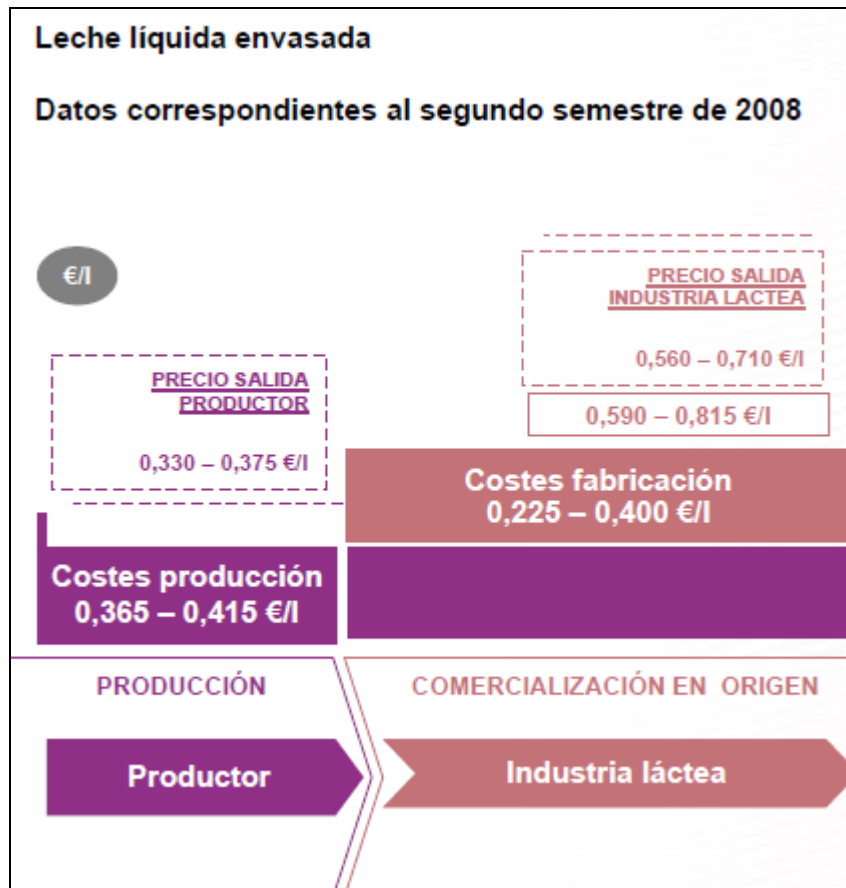 Leche líquida envasada
Datos correspondientes al segundo semestre de 2008
€/l
PRECIO SALIDA
INDUSTRIA LACTEA
0,560 – 0,710 €/l
0,590 – 0,815 €/l
PRECIO SALIDA
PRODUCTOR
0,330 – 0,375 €/l
Costes fabricación
0,225 – 0,400 €/l
Costes producción
0,365 – 0,415 €/l
PRODUCCIÓN
COMERCIALIZACIÓN EN ORIGEN
Productor
Industria láctea